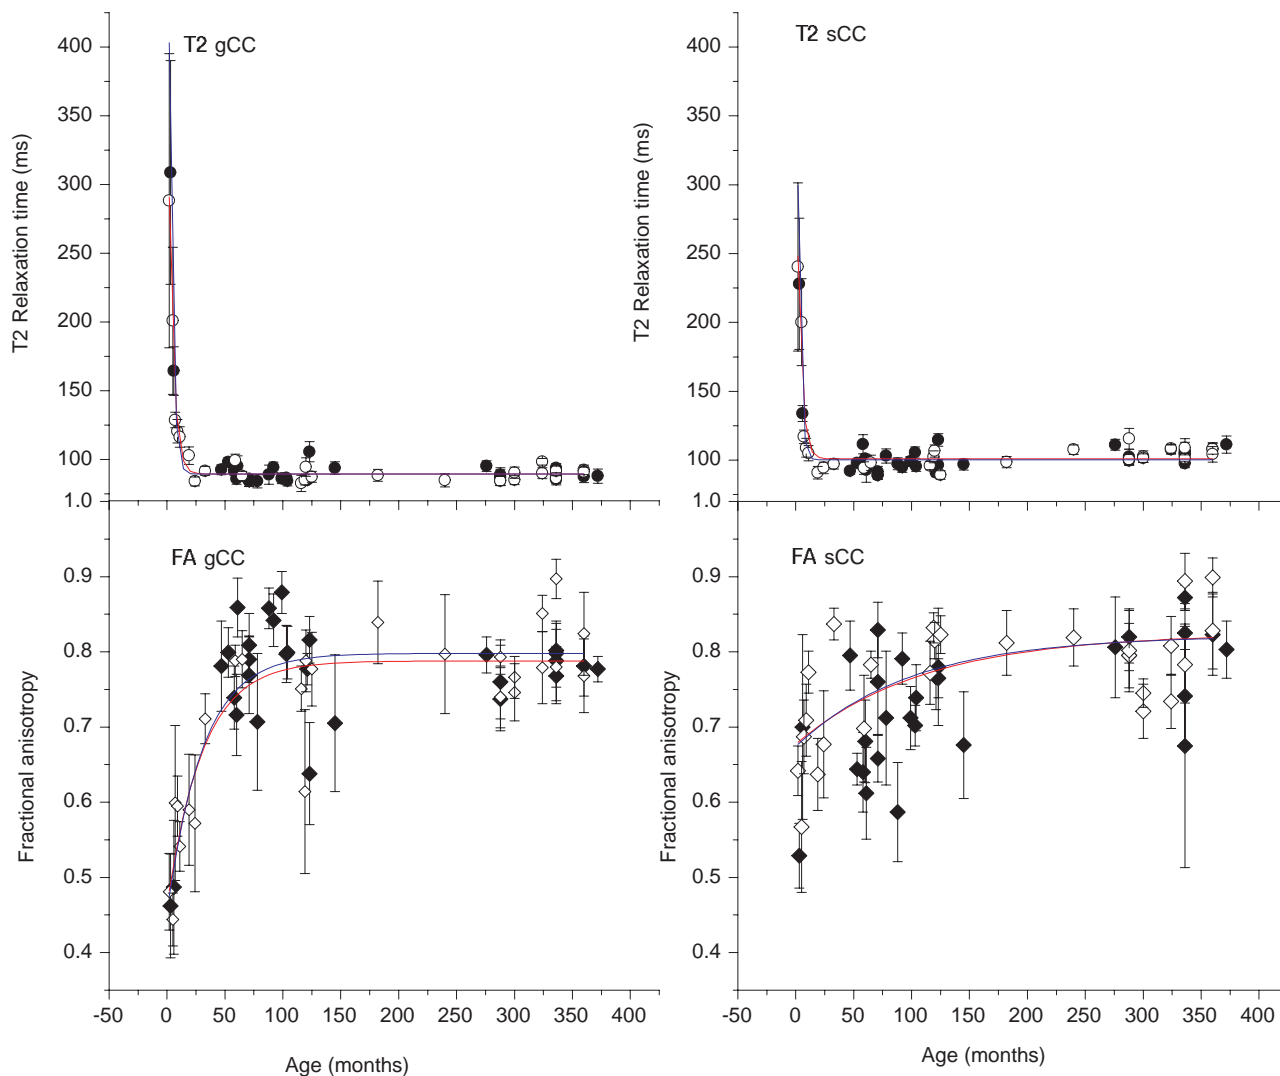 T2 gCC
400
350
300
250
200
150
100
T2 Relaxation time (ms)
T2 sCC
400
350
300
250
200
150
100
T2 Relaxation time (ms)
FA gCC
1.0
0.9
0.8
0.7
0.6
0.5
0.4
Fractional anisotropy
-50 0 50 100 150 200 250 300 350 400
Age (months)
FA sCC
1.0
0.9
0.8
0.7
0.6
0.5
0.4
Fractional anisotropy
-50 0 50 100 150 200 250 300 350 400
Age (months)